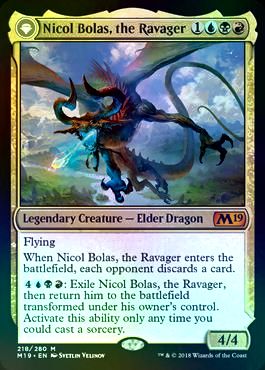 Nicol Bolas, the Ravager 1
Legendary Creature — Elder Dragon M19
Flying
When Nicol Bolas, the Ravager enters the
battlefield, each opponent discards a card.
4 : Exile Nicol Bolas, the Ravager,
then return him to the battlefield
transformed under his owner's control.
Activate this ability only any time you
could cast a sorcery.
4/4
218/280 M
M19 • EN SVETLIN VELINOV ™ & © 2018 Wizards of the Coast